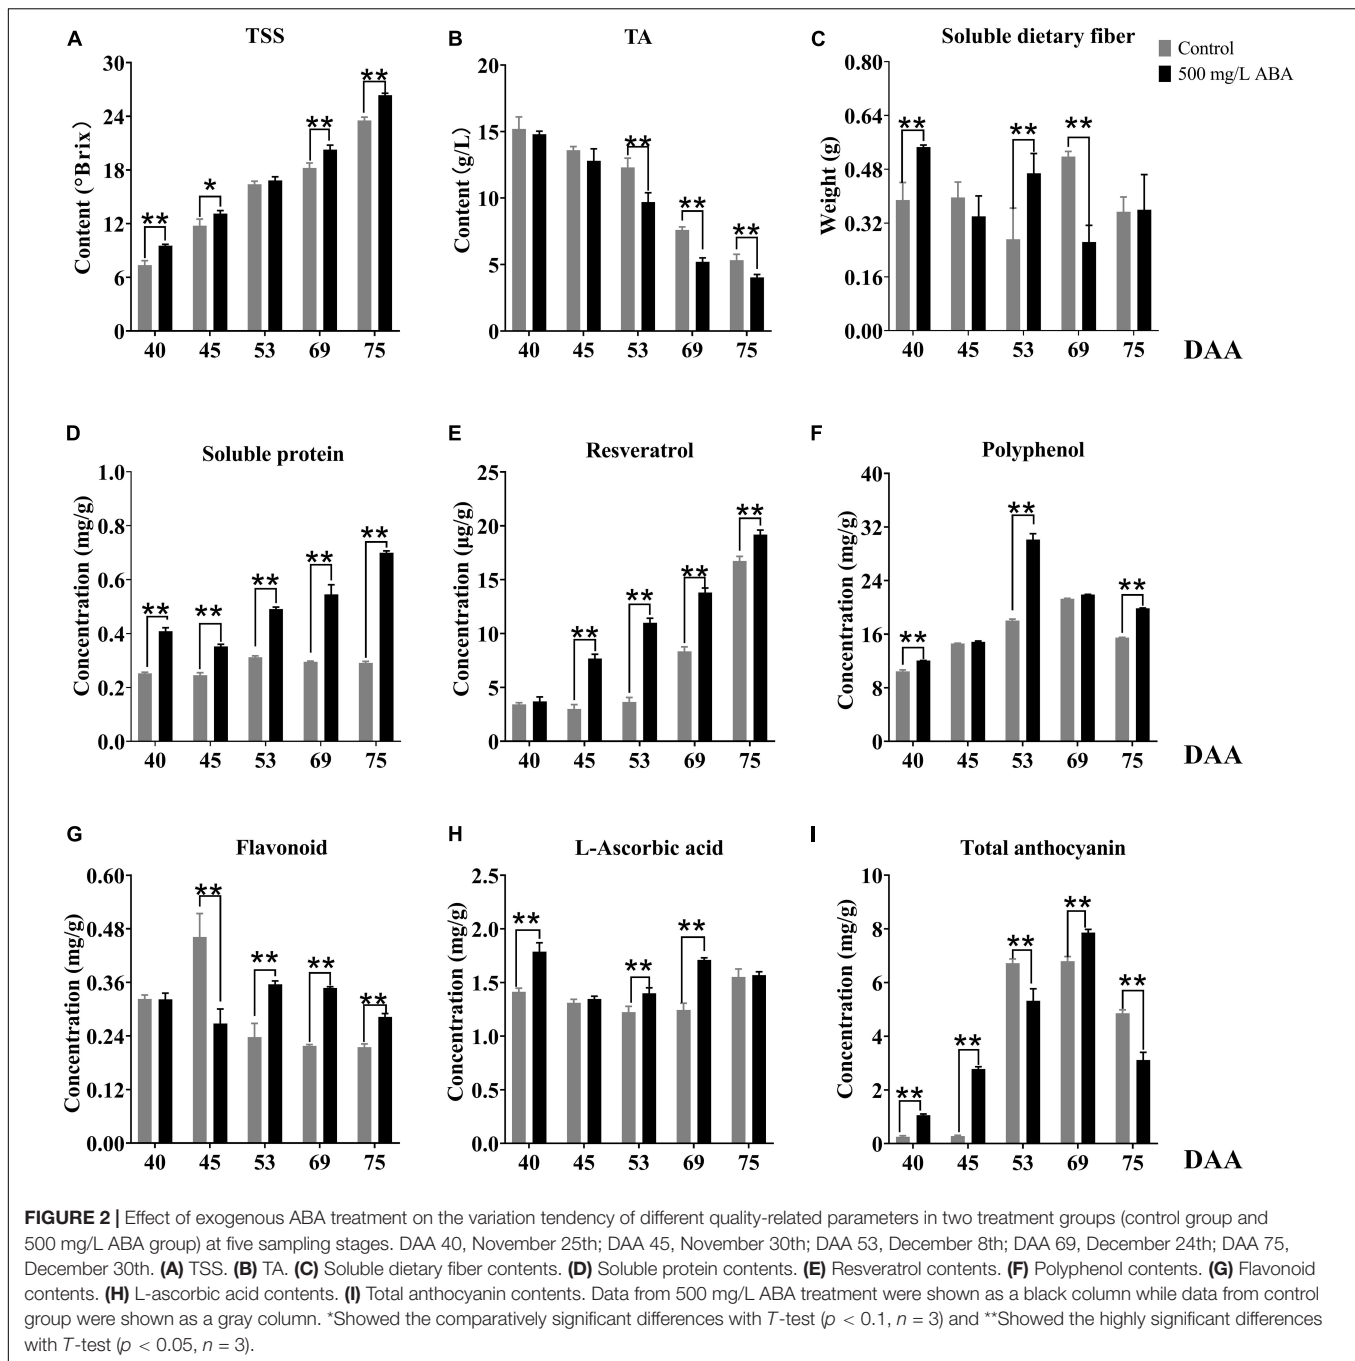 A TSS
B TA
C Soluble dietary fiber
Control
500 mg/L ABA
Content (°Brix)
30
24
18
12
6
0
** * ** **
40 45 53 69 75
Content (g/L)
20
15
10
5
0
** ** **
40 45 53 69 75
Weight (g)
0.80
0.64
0.48
0.32
0.16
0.00
** ** **
40 45 53 69 75
DAA
D Soluble protein
E Resveratrol
F Polyphenol
Concentration (mg/g)
1.0
0.8
0.6
0.4
0.2
0.0
** ** ** ** **
40 45 53 69 75
Concentration (µg/g)
25
20
15
10
5
0
** ** ** **
40 45 53 69 75
Concentration (mg/g)
40
32
24
16
8
0
** ** **
40 45 53 69 75
DAA
G Flavonoid
H L-Ascorbic acid
I Total anthocyanin
Concentration (mg/g)
0.60
0.48
0.36
0.24
0.12
0.00
** ** ** **
40 45 53 69 75
Concentration (mg/g)
2.5
2.0
1.5
1.0
0.5
0.0
** ** **
40 45 53 69 75
Concentration (mg/g)
10
8
6
4
2
0
** ** ** ** **
40 45 53 69 75
DAA
FIGURE 2 | Effect of exogenous ABA treatment on the variation tendency of different quality-related parameters in two treatment groups (control group and
500 mg/L ABA group) at five sampling stages. DAA 40, November 25th; DAA 45, November 30th; DAA 53, December 8th; DAA 69, December 24th; DAA 75,
December 30th. (A) TSS. (B) TA. (C) Soluble dietary fiber contents. (D) Soluble protein contents. (E) Resveratrol contents. (F) Polyphenol contents. (G) Flavonoid
contents. (H) L-ascorbic acid contents. (I) Total anthocyanin contents. Data from 500 mg/L ABA treatment were shown as a black column while data from control
group were shown as a gray column. *Showed the comparatively significant differences with T-test (p < 0.1, n = 3) and **Showed the highly significant differences
with T-test (p < 0.05, n = 3).